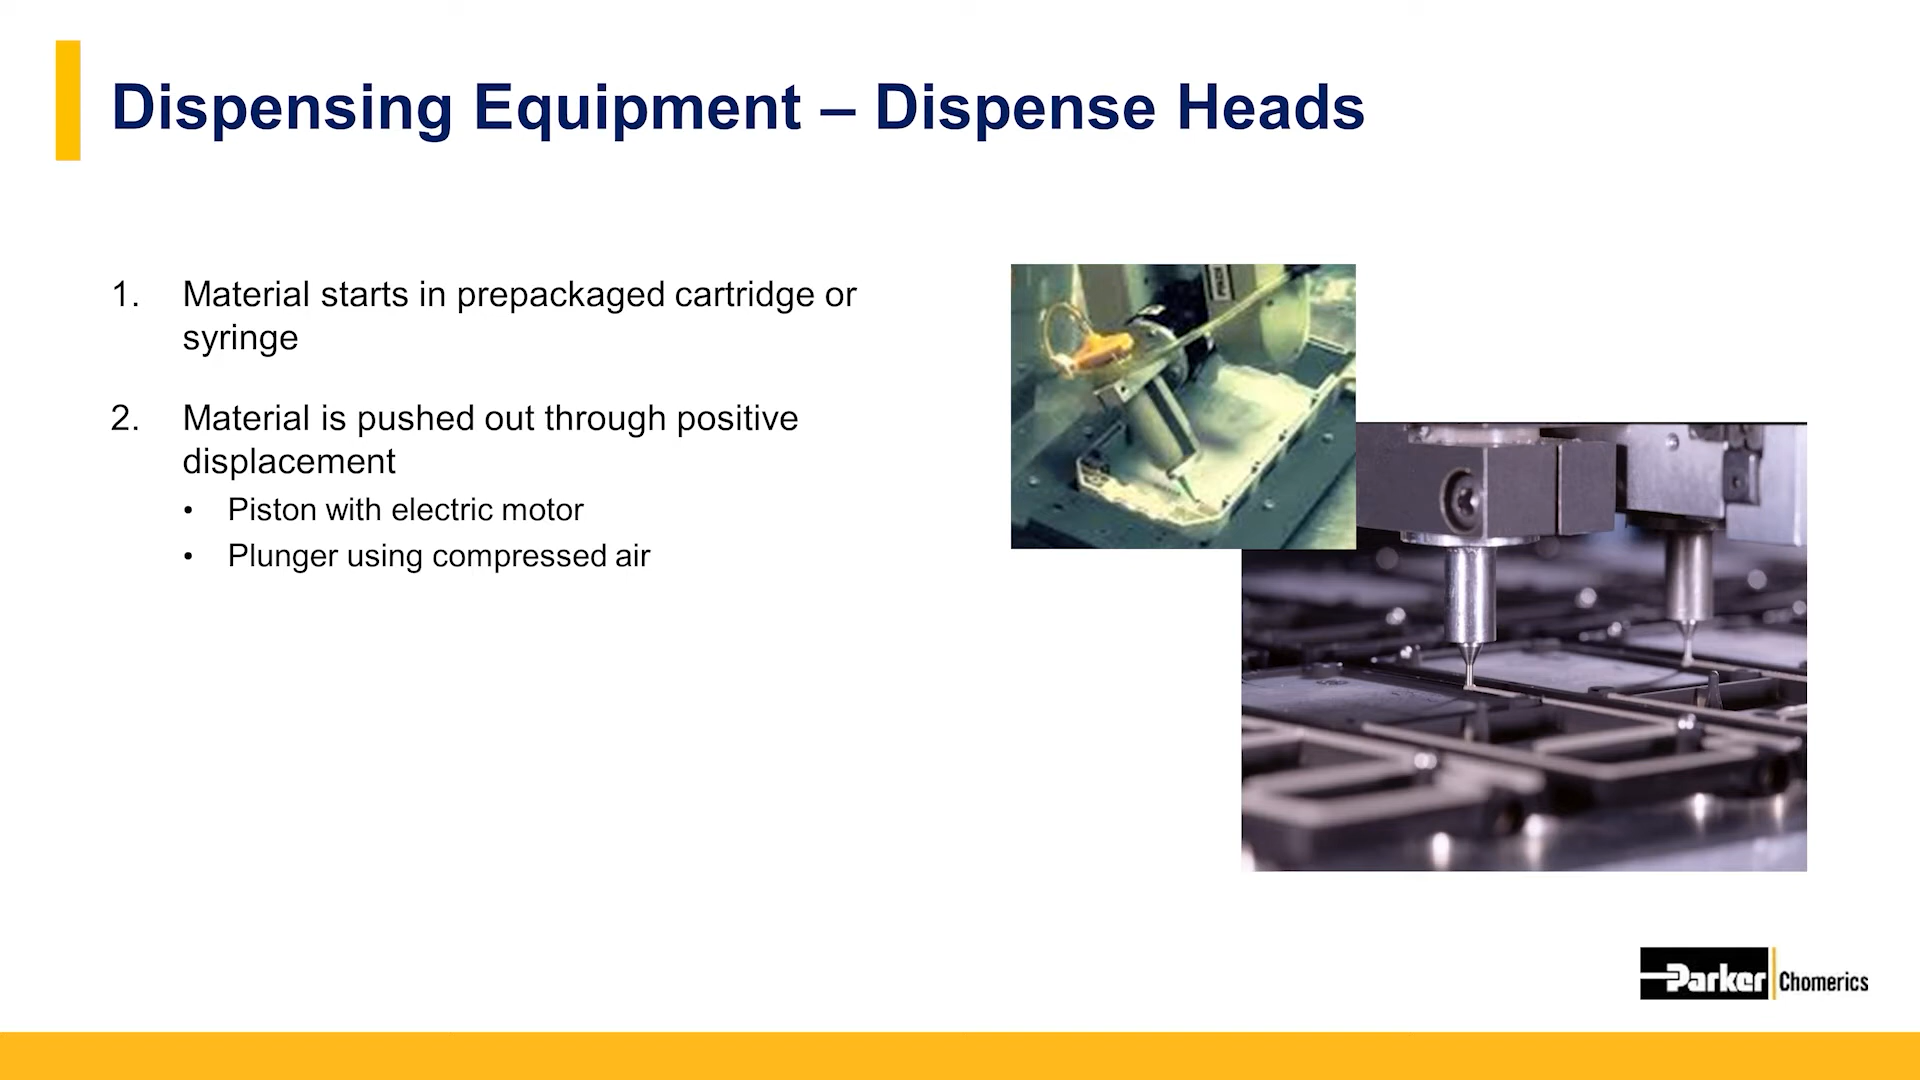 Dispensing Equipment – Dispense Heads
1. Material starts in prepackaged cartridge or
syringe
2. Material is pushed out through positive
displacement
• Piston with electric motor
• Plunger using compressed air
Parker Chomerics